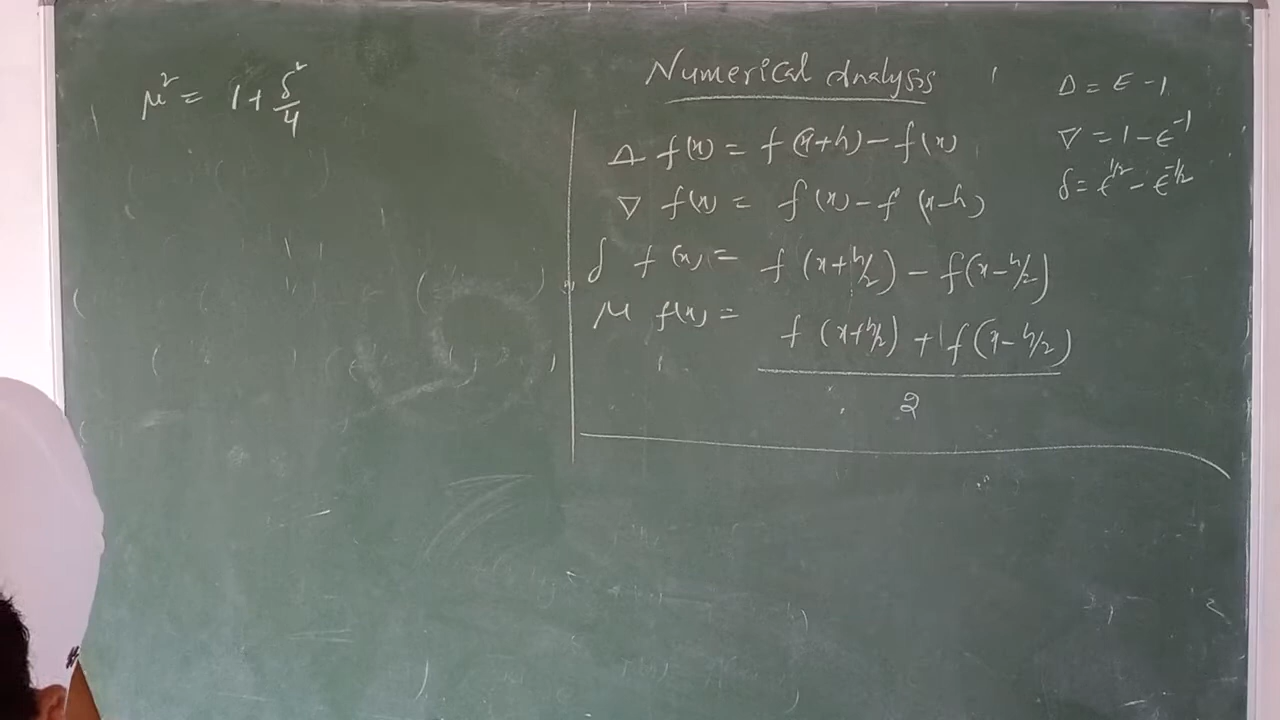 μ² = 1 + δ²/4
Numerical Analysis
Δ f(x) = f(x+h) - f(x)
∇ f(x) = f(x) - f(x-h)
δ f(x) = f(x+h/2) - f(x-h/2)
μ f(x) = f(x+h/2) + f(x-h/2)
2
Δ = E - 1
∇ = 1 - E⁻¹
δ = E^1/2 - E^-1/2